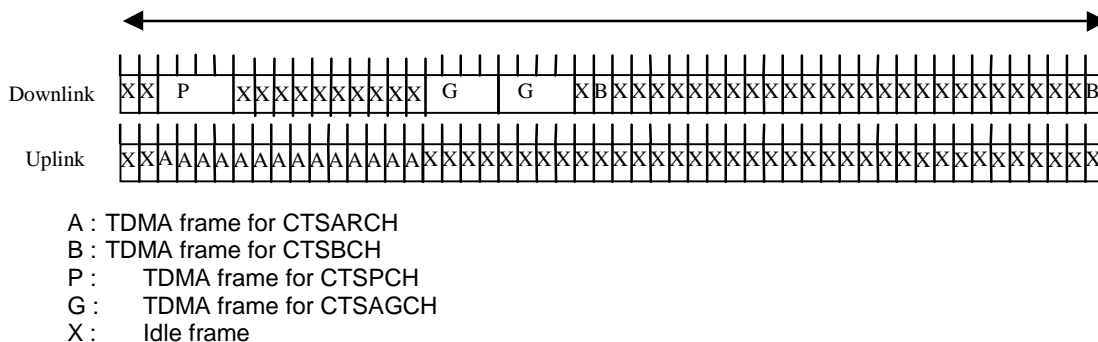 Downlink XX P XXXXXXXXXX G G XBXXXXXXXXXXXXXXXXXXXXXXXXXB
Uplink XXAAAAAAAAAAAAAAXXXXXXXXXXXXXXXXXXXXXXXXXXXXXXXXXXXX
A : TDMA frame for CTSARCH
B : TDMA frame for CTSBCH
P : TDMA frame for CTSPCH
G : TDMA frame for CTSAGCH
X : Idle frame